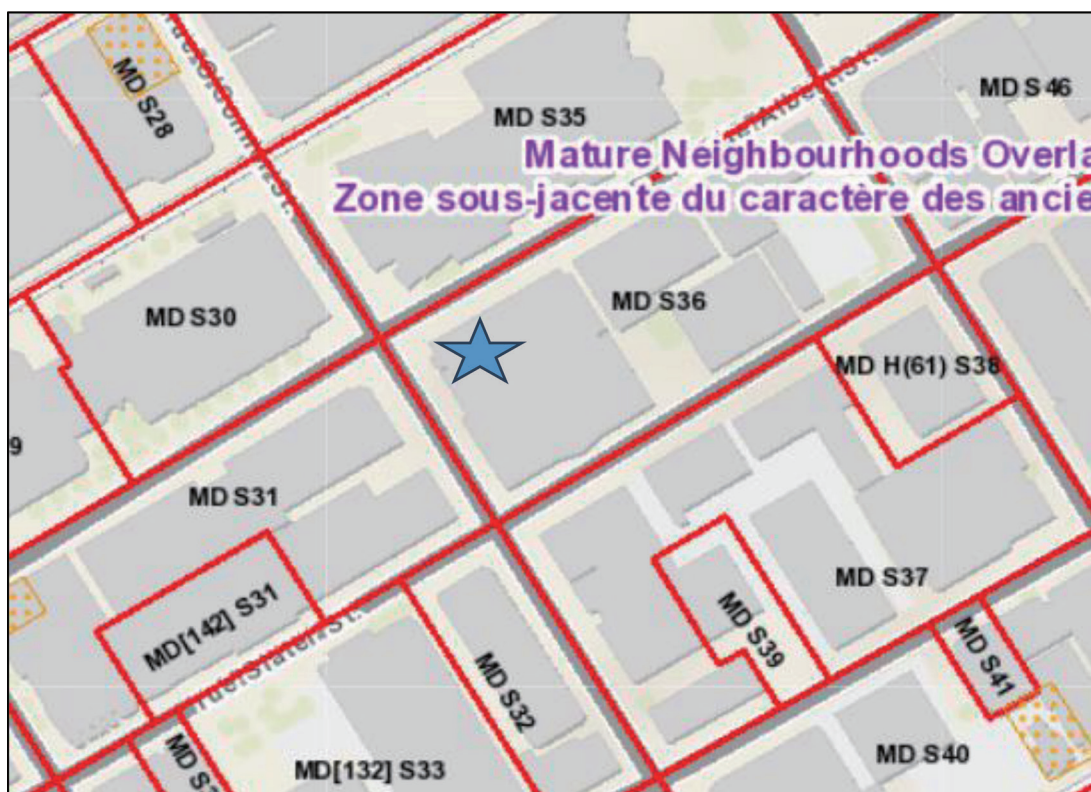 MD S28
MD S35
MD S46
Mature Neighbourhoods Overla
Zone sous-jacente du caractère des ancie
MD S30
MD S36
MD H(61) S38
9
MD S31
MD S37
MD[142] S31
MD S39
MD S41
MD S32
MD S40
MD[132] S33